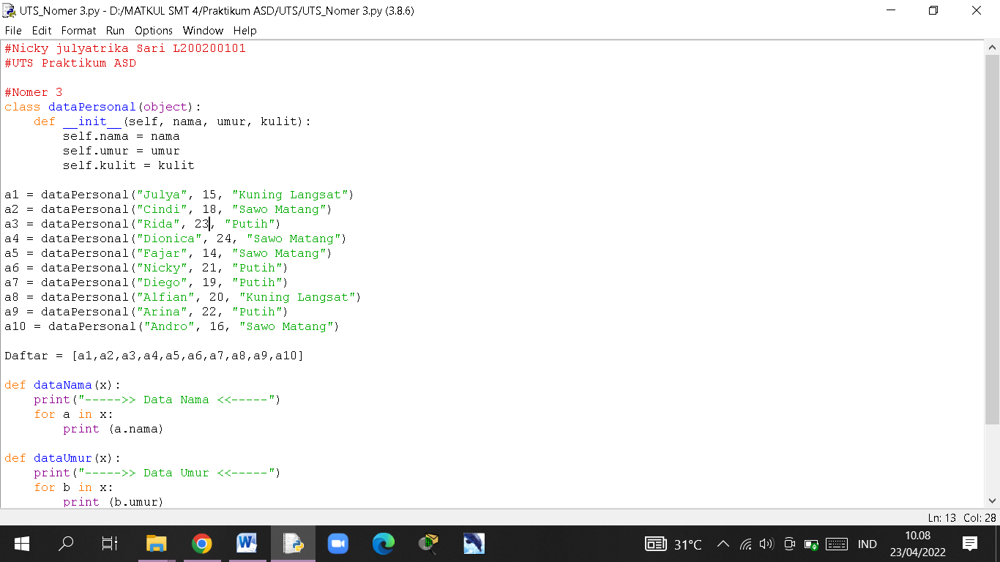 UTS_Nomer 3.py - D:/MATKUL SMT 4/Praktikum ASD/UTS/UTS_Nomer 3.py (3.8.6)
File Edit Format Run Options Window Help
#Nicky julyatrika Sari L200200101
#UTS Praktikum ASD

#Nomer 3
class dataPersonal(object):
    def __init__(self, nama, umur, kulit):
        self.nama = nama
        self.umur = umur
        self.kulit = kulit

a1 = dataPersonal("Julya", 15, "Kuning Langsat")
a2 = dataPersonal("Cindi", 18, "Sawo Matang")
a3 = dataPersonal("Rida", 23, "Putih")
a4 = dataPersonal("Dionica", 24, "Sawo Matang")
a5 = dataPersonal("Fajar", 14, "Sawo Matang")
a6 = dataPersonal("Nicky", 21, "Putih")
a7 = dataPersonal("Diego", 19, "Putih")
a8 = dataPersonal("Alfian", 20, "Kuning Langsat")
a9 = dataPersonal("Arina", 22, "Putih")
a10 = dataPersonal("Andro", 16, "Sawo Matang")

Daftar = [a1,a2,a3,a4,a5,a6,a7,a8,a9,a10]

def dataNama(x):
    print("----->> Data Nama <<-----")
    for a in x:
        print (a.nama)

def dataUmur(x):
    print("----->> Data Umur <<-----")
    for b in x:
        print (b.umur)
Ln: 13 Col: 28
31°C
IND
10.08
23/04/2022